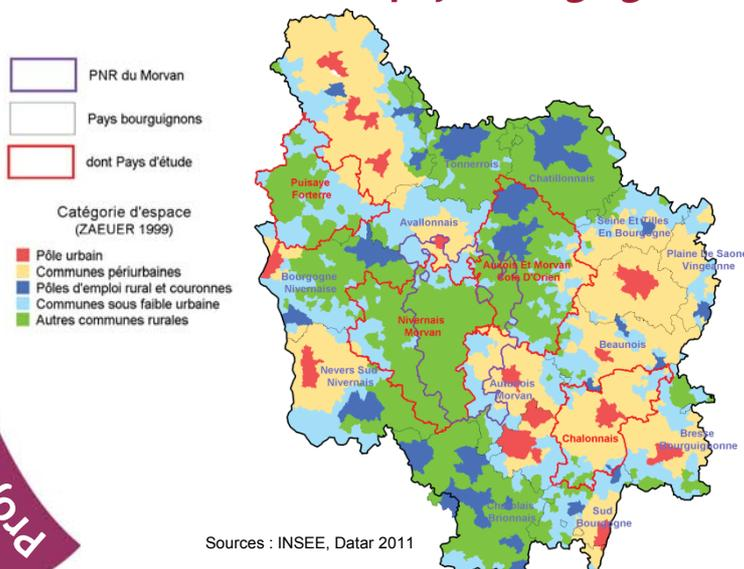 PNR du Morvan
Pays bourguignons
dont Pays d'étude
Catégorie d'espace
(ZAEUER 1999)
Pôle urbain
Communes périurbaines
Pôles d'emploi rural et couronnes
Communes sous faible urbaine
Autres communes rurales
Tonnerrois
Chatillonnais
Puisaye
Forterre
Avallonnais
Seine Et Tilles
En Bourgogne
Plaine De Saone
Vingeanne
Auxois Et Morvan
Cote D'Orien
Bourgogne
Nivernaise
Nivernais
Morvan
Beaunois
Nevers Sud
Nivernais
Autunois
Morvan
Chalonnais
Bresse
Bourguignonne
Charolais
Brionnais
Sud
Bourgogne
Proj
Sources : INSEE, Datar 2011